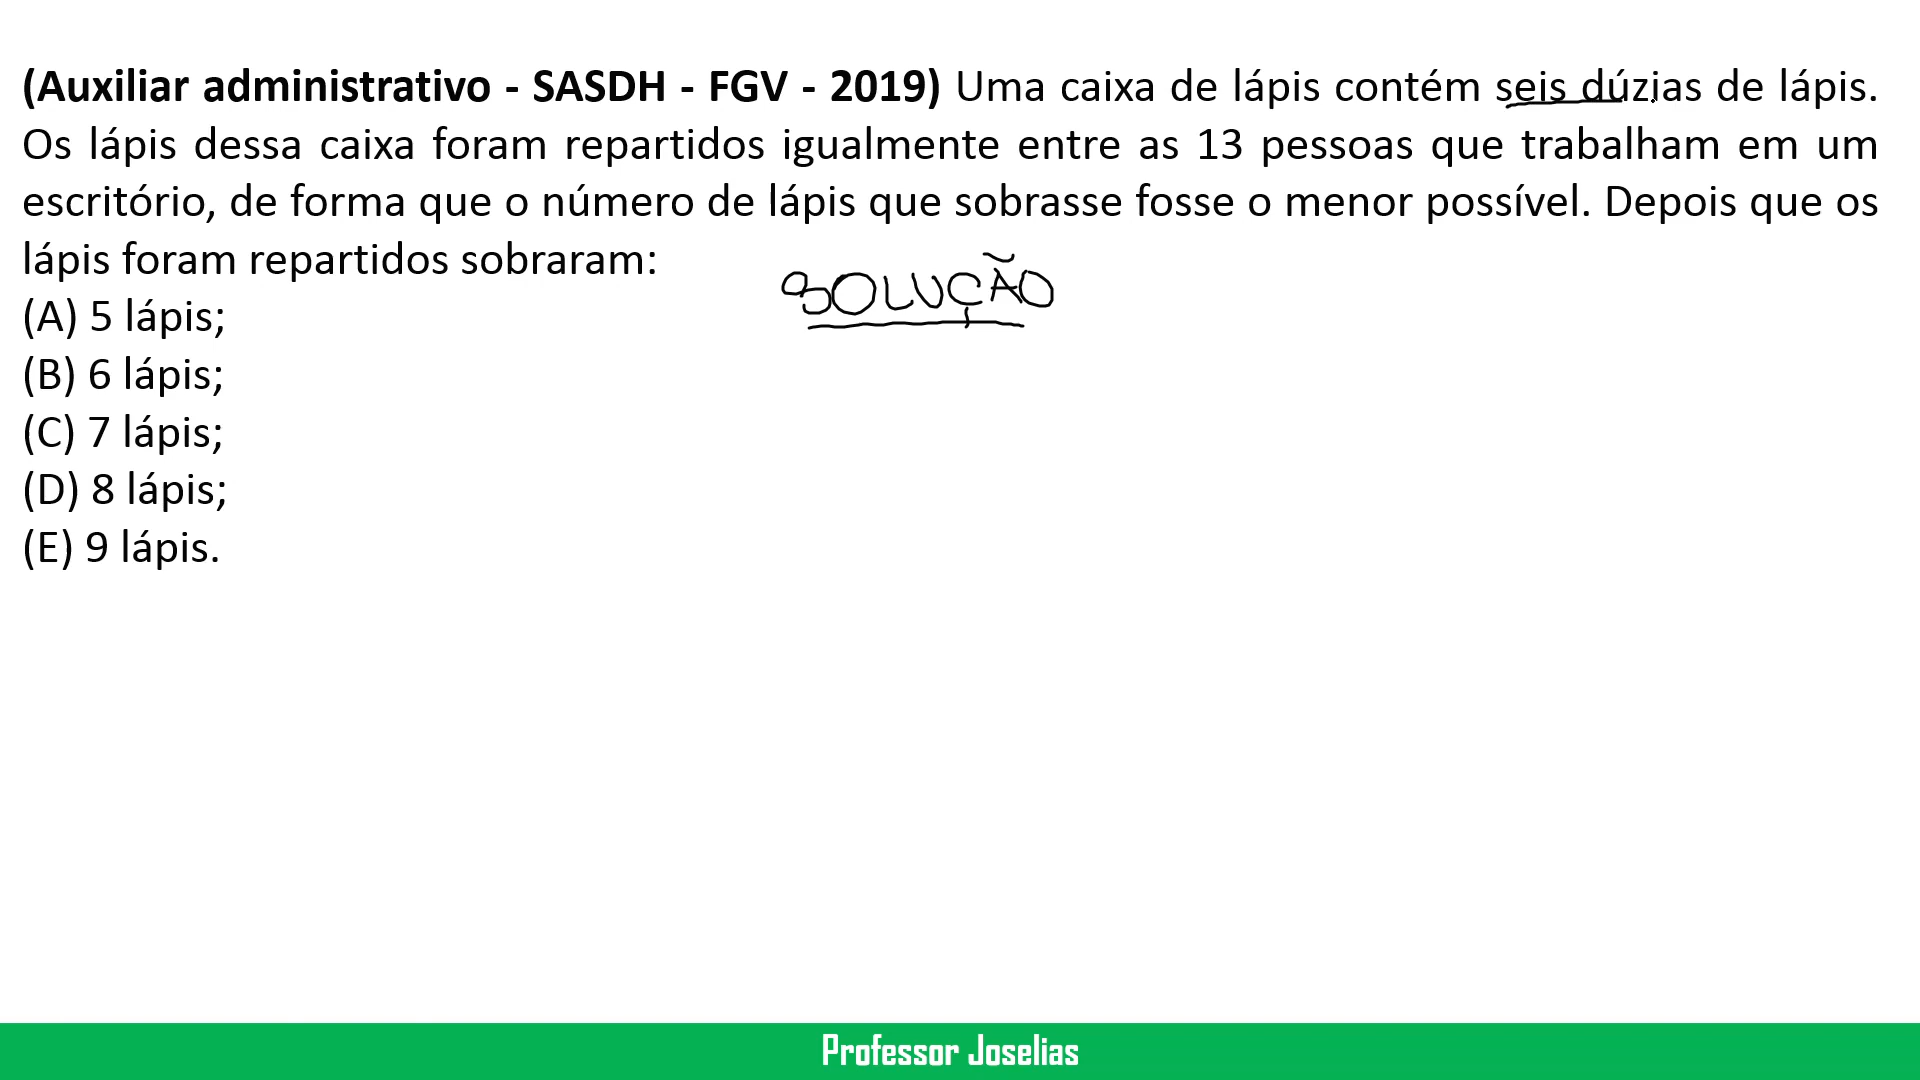 (Auxiliar administrativo - SASDH - FGV - 2019) Uma caixa de lápis contém seis dúzias de lápis.
Os lápis dessa caixa foram repartidos igualmente entre as 13 pessoas que trabalham em um
escritório, de forma que o número de lápis que sobrasse fosse o menor possível. Depois que os
lápis foram repartidos sobraram:
SOLUÇÃO
(A) 5 lápis;
(B) 6 lápis;
(C) 7 lápis;
(D) 8 lápis;
(E) 9 lápis.
Professor Joselias